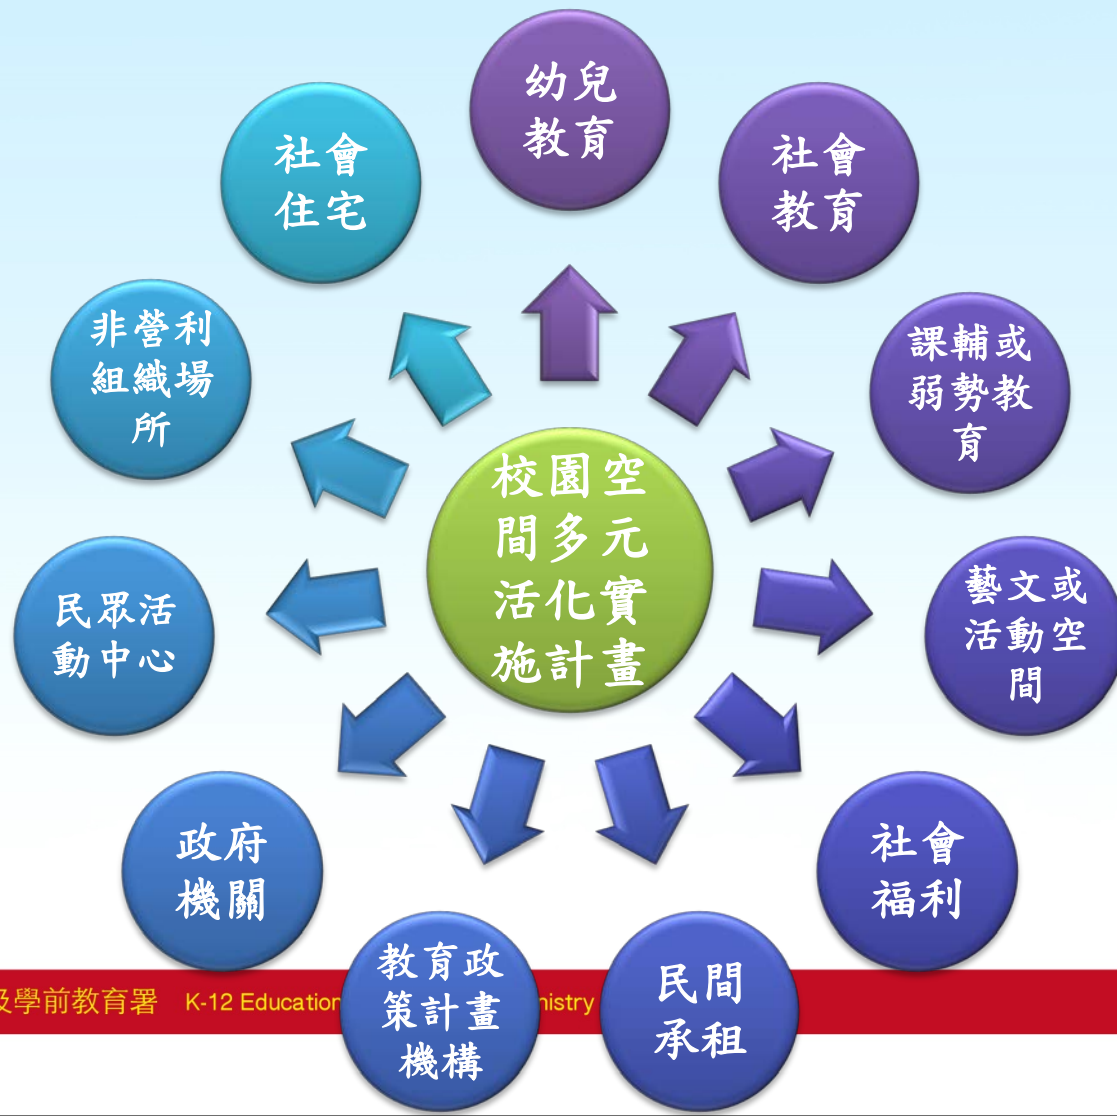 幼兒
教育
社會
教育
課輔或
弱勢教
育
藝文或
活動空
間
社會
福利
民間
承租
教育政
策計畫
機構
政府
機關
民眾活
動中心
非營利
組織場
所
社會
住宅
校園空
間多元
活化實
施計畫
及學前教育署 K-12 Education